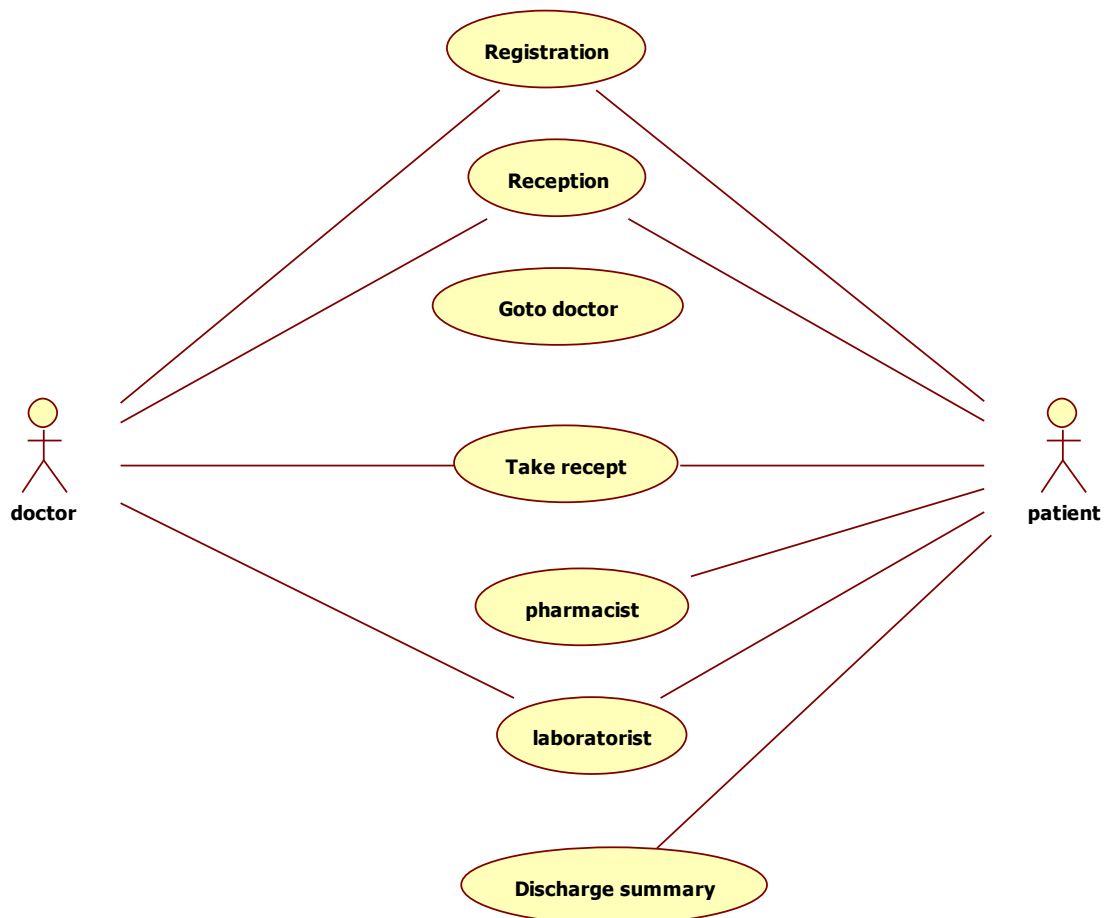 Registration
Reception
Goto doctor
Take recept
doctor
patient
pharmacist
laboratorist
Discharge summary